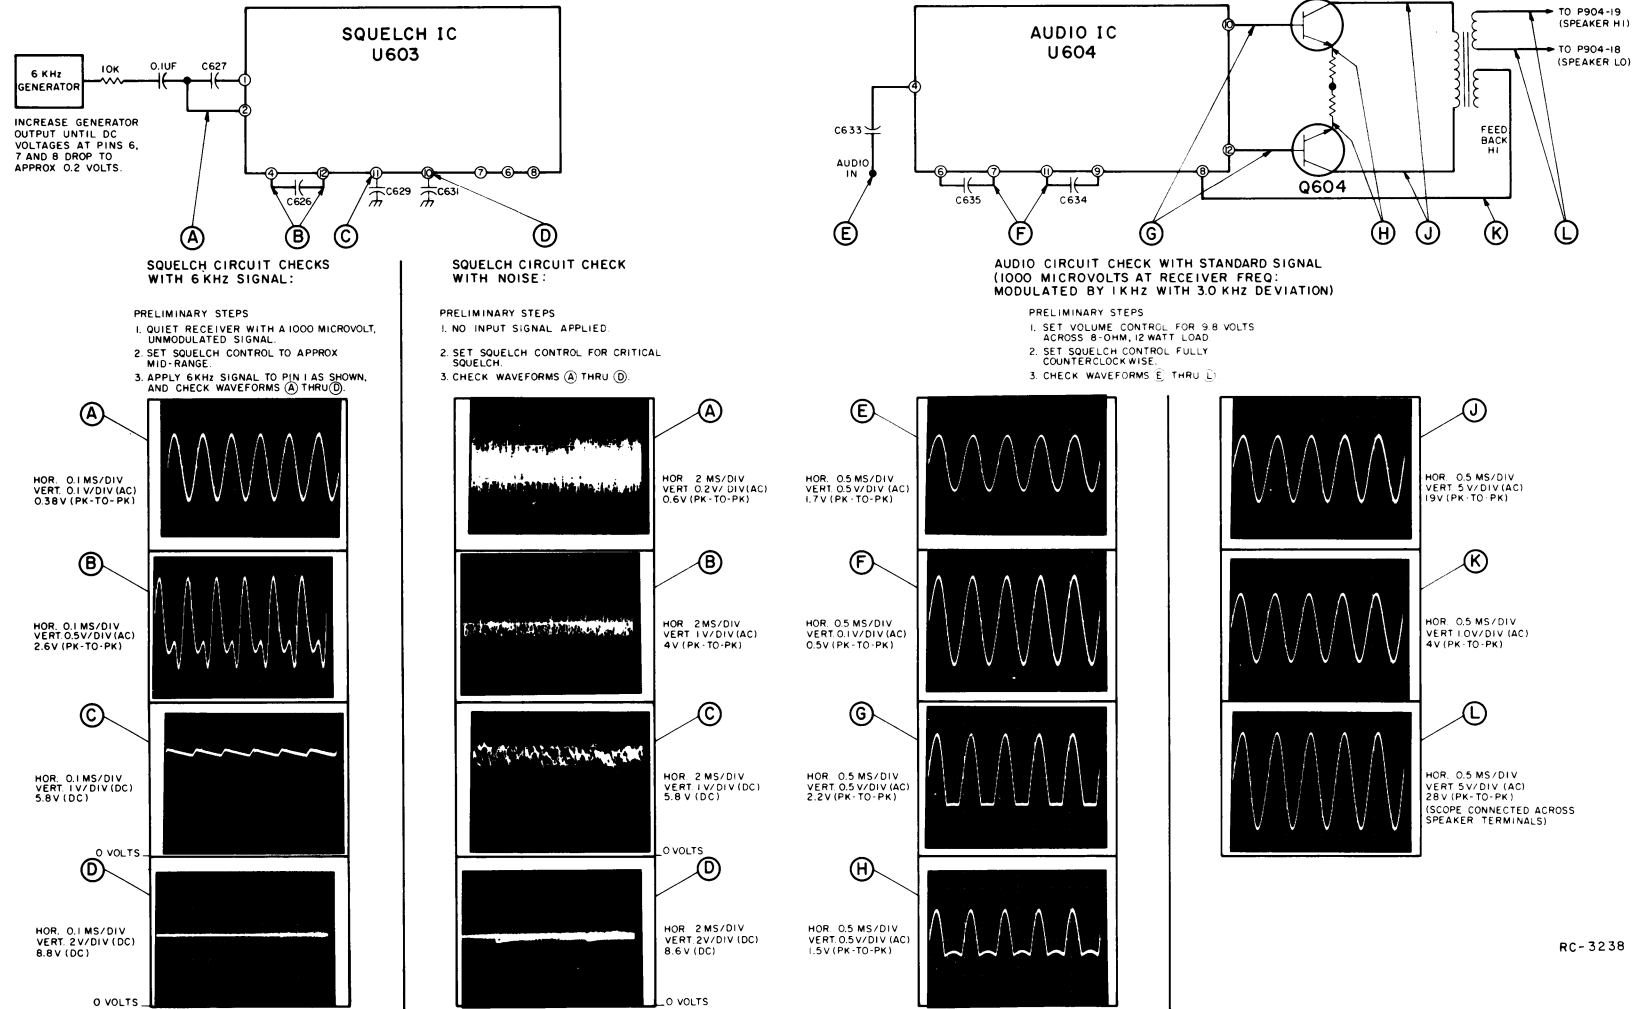 SQUELCH IC
U603
6 KHz
GENERATOR
10K
0.1UF
C627
1
2
INCREASE GENERATOR
OUTPUT UNTIL DC
VOLTAGES AT PINS 6,
7 AND 8 DROP TO
APPROX 0.2 VOLTS.
4
12
11
10
7
6
8
C626
C629
C631
A
B
C
D
AUDIO IC
U604
10
4
12
C633
AUDIO
IN
6
7
11
9
8
C635
C634
Q604
TO P904-19
(SPEAKER HI)
TO P904-18
(SPEAKER LO)
FEED
BACK
HI
E
F
G
H
J
K
L
SQUELCH CIRCUIT CHECKS
WITH 6 KHz SIGNAL:
PRELIMINARY STEPS
1. QUIET RECEIVER WITH A 1000 MICROVOLT,
UNMODULATED SIGNAL.
2. SET SQUELCH CONTROL TO APPROX
MID-RANGE.
3. APPLY 6KHz SIGNAL TO PIN 1 AS SHOWN,
AND CHECK WAVEFORMS A THRU D.
SQUELCH CIRCUIT CHECK
WITH NOISE:
PRELIMINARY STEPS
1. NO INPUT SIGNAL APPLIED.
2. SET SQUELCH CONTROL FOR CRITICAL
SQUELCH.
3. CHECK WAVEFORMS A THRU D.
AUDIO CIRCUIT CHECK WITH STANDARD SIGNAL
(1000 MICROVOLTS AT RECEIVER FREQ:
MODULATED BY 1 KHz WITH 3.0 KHz DEVIATION)
PRELIMINARY STEPS
1. SET VOLUME CONTROL FOR 9.8 VOLTS
ACROSS 8-OHM, 12 WATT LOAD
2. SET SQUELCH CONTROL FULLY
COUNTERCLOCKWISE.
3. CHECK WAVEFORMS E THRU L
A
HOR. 0.1 MS/DIV
VERT. 0.1 V/DIV (AC)
0.38V (PK-TO-PK)
B
HOR. 0.1 MS/DIV
VERT. 0.5V/DIV (AC)
2.6V (PK-TO-PK)
C
HOR. 0.1 MS/DIV
VERT. 1V/DIV (DC)
5.8V (DC)
0 VOLTS
D
HOR. 0.1 MS/DIV
VERT. 2V/DIV (DC)
8.8V (DC)
0 VOLTS
A
HOR 2 MS/DIV
VERT 0.2V/DIV (AC)
0.6V (PK-TO-PK)
B
HOR 2MS/DIV
VERT 1V/DIV (AC)
4V (PK-TO-PK)
C
HOR. 2 MS/DIV
VERT. 1V/DIV (DC)
5.8V (DC)
0 VOLTS
D
HOR 2 MS/DIV
VERT. 2V/DIV (DC)
8.6V (DC)
0 VOLTS
E
HOR. 0.5 MS/DIV
VERT 0.5V/DIV (AC)
1.7V (PK-TO-PK)
F
HOR. 0.5 MS/DIV
VERT. 0.1V/DIV (AC)
0.5V (PK-TO-PK)
G
HOR. 0.5 MS/DIV
VERT. 0.5V/DIV (AC)
2.2V (PK-TO-PK)
H
HOR. 0.5 MS/DIV
VERT. 0.5V/DIV (AC)
1.5V (PK-TO-PK)
J
HOR. 0.5 MS/DIV
VERT. 5 V/DIV (AC)
19V (PK-TO-PK)
K
HOR. 0.5 MS/DIV
VERT 1.0V/DIV (AC)
4V (PK-TO-PK)
L
HOR. 0.5 MS/DIV
VERT 5V/DIV (AC)
28V (PK-TO-PK)
(SCOPE CONNECTED ACROSS
SPEAKER TERMINALS)
RC-3238